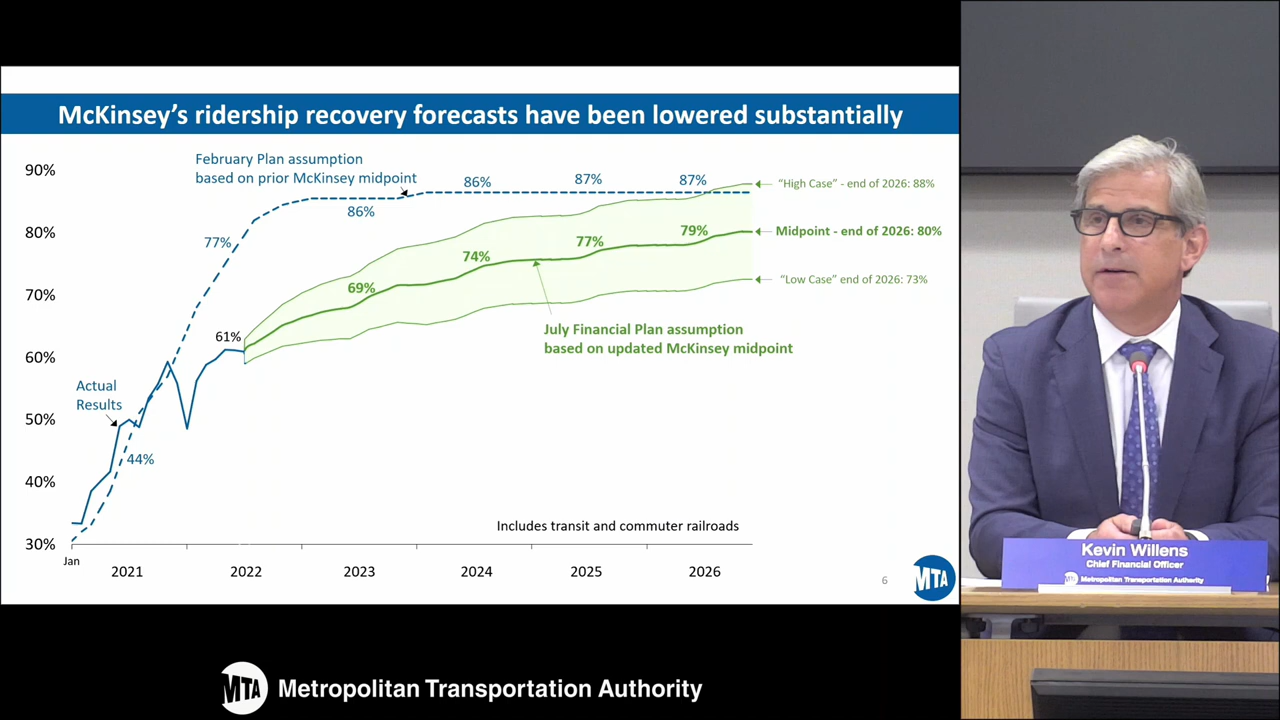 McKinsey’s ridership recovery forecasts have been lowered substantially
90%
80%
70%
60%
50%
40%
30%
February Plan assumption
based on prior McKinsey midpoint
86%
87%
87%
86%
77%
“High Case” - end of 2026: 88%
79%
Midpoint - end of 2026: 80%
77%
74%
69%
“Low Case” end of 2026: 73%
61%
July Financial Plan assumption
based on updated McKinsey midpoint
Actual
Results
44%
Includes transit and commuter railroads
Jan
2021
2022
2023
2024
2025
2026
6
MTA
Kevin Willens
Chief Financial Officer
MTA Metropolitan Transportation Authority
MTA Metropolitan Transportation Authority